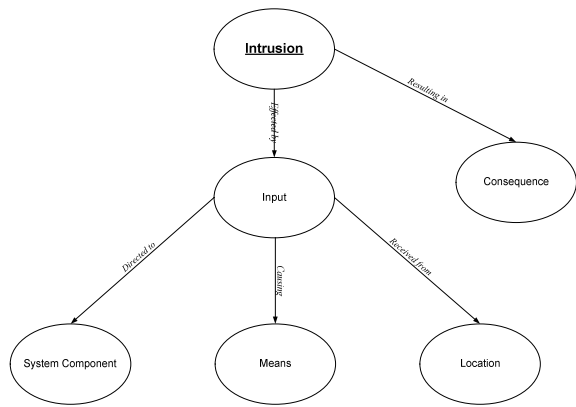 Intrusion
Resulting in
Effected by
Consequence
Input
Directed to
Causing
Received from
System Component
Means
Location